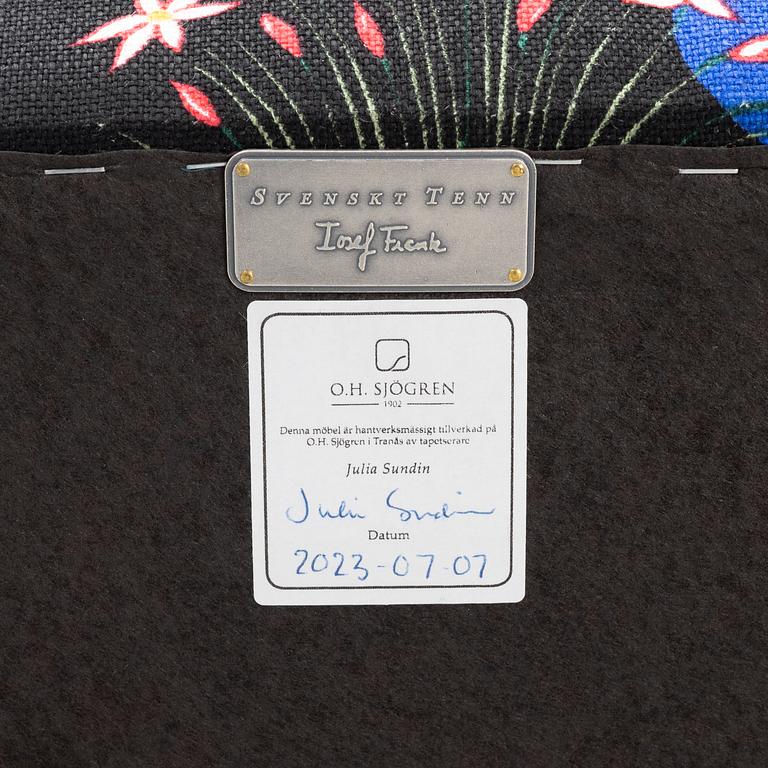 SVENSKT TENN
Josef Frank
O.H. SJÖGREN
1902
Denna möbel är hantverksmässigt tillverkad på
O.H. Sjögren i Tranås av tapetserare
Julia Sundin
Julia Sundin
Datum
2023-07-07